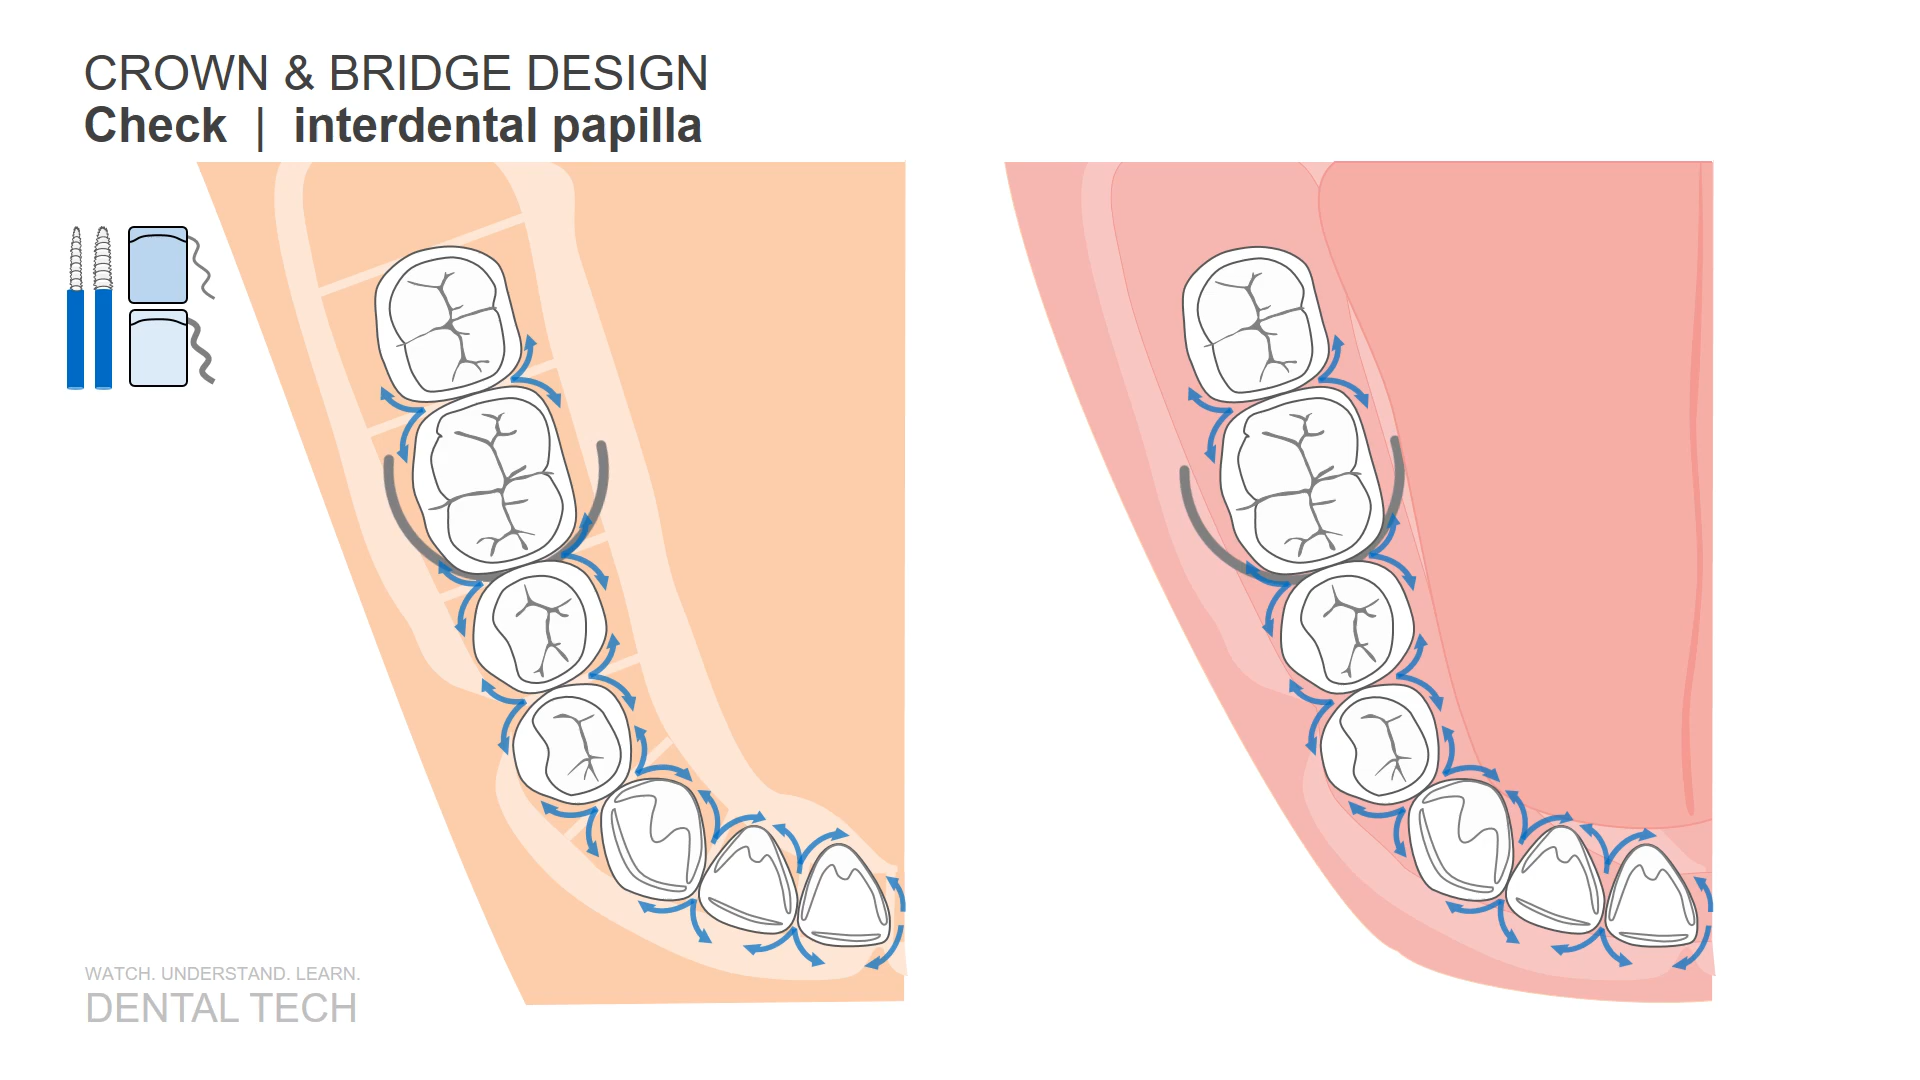 CROWN & BRIDGE DESIGN
Check | interdental papilla
WATCH. UNDERSTAND. LEARN.
DENTAL TECH